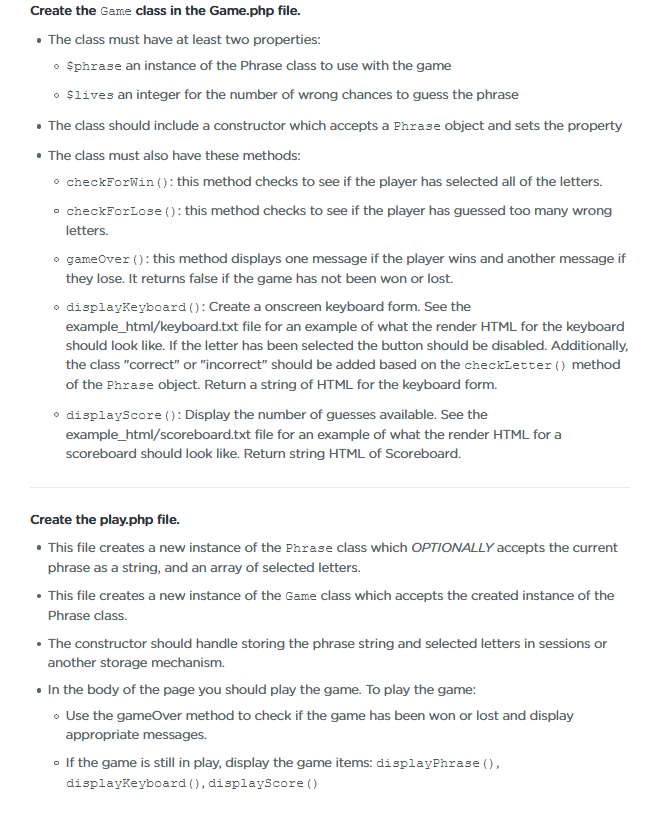 Create the Game class in the Game.php file.
• The class must have at least two properties:
◦ $phrase an instance of the Phrase class to use with the game
◦ $lives an integer for the number of wrong chances to guess the phrase
• The class should include a constructor which accepts a Phrase object and sets the property
• The class must also have these methods:
◦ checkForWin(): this method checks to see if the player has selected all of the letters.
◦ checkForLose(): this method checks to see if the player has guessed too many wrong
letters.
◦ gameOver(): this method displays one message if the player wins and another message if
they lose. It returns false if the game has not been won or lost.
◦ displayKeyboard(): Create a onscreen keyboard form. See the
example_html/keyboard.txt file for an example of what the render HTML for the keyboard
should look like. If the letter has been selected the button should be disabled. Additionally,
the class "correct" or "incorrect" should be added based on the checkLetter() method
of the Phrase object. Return a string of HTML for the keyboard form.
◦ displayScore(): Display the number of guesses available. See the
example_html/scoreboard.txt file for an example of what the render HTML for a
scoreboard should look like. Return string HTML of Scoreboard.
Create the play.php file.
• This file creates a new instance of the Phrase class which OPTIONALLY accepts the current
phrase as a string, and an array of selected letters.
• This file creates a new instance of the Game class which accepts the created instance of the
Phrase class.
• The constructor should handle storing the phrase string and selected letters in sessions or
another storage mechanism.
• In the body of the page you should play the game. To play the game:
◦ Use the gameOver method to check if the game has been won or lost and display
appropriate messages.
◦ If the game is still in play, display the game items: displayPhrase(),
displayKeyboard(), displayScore()